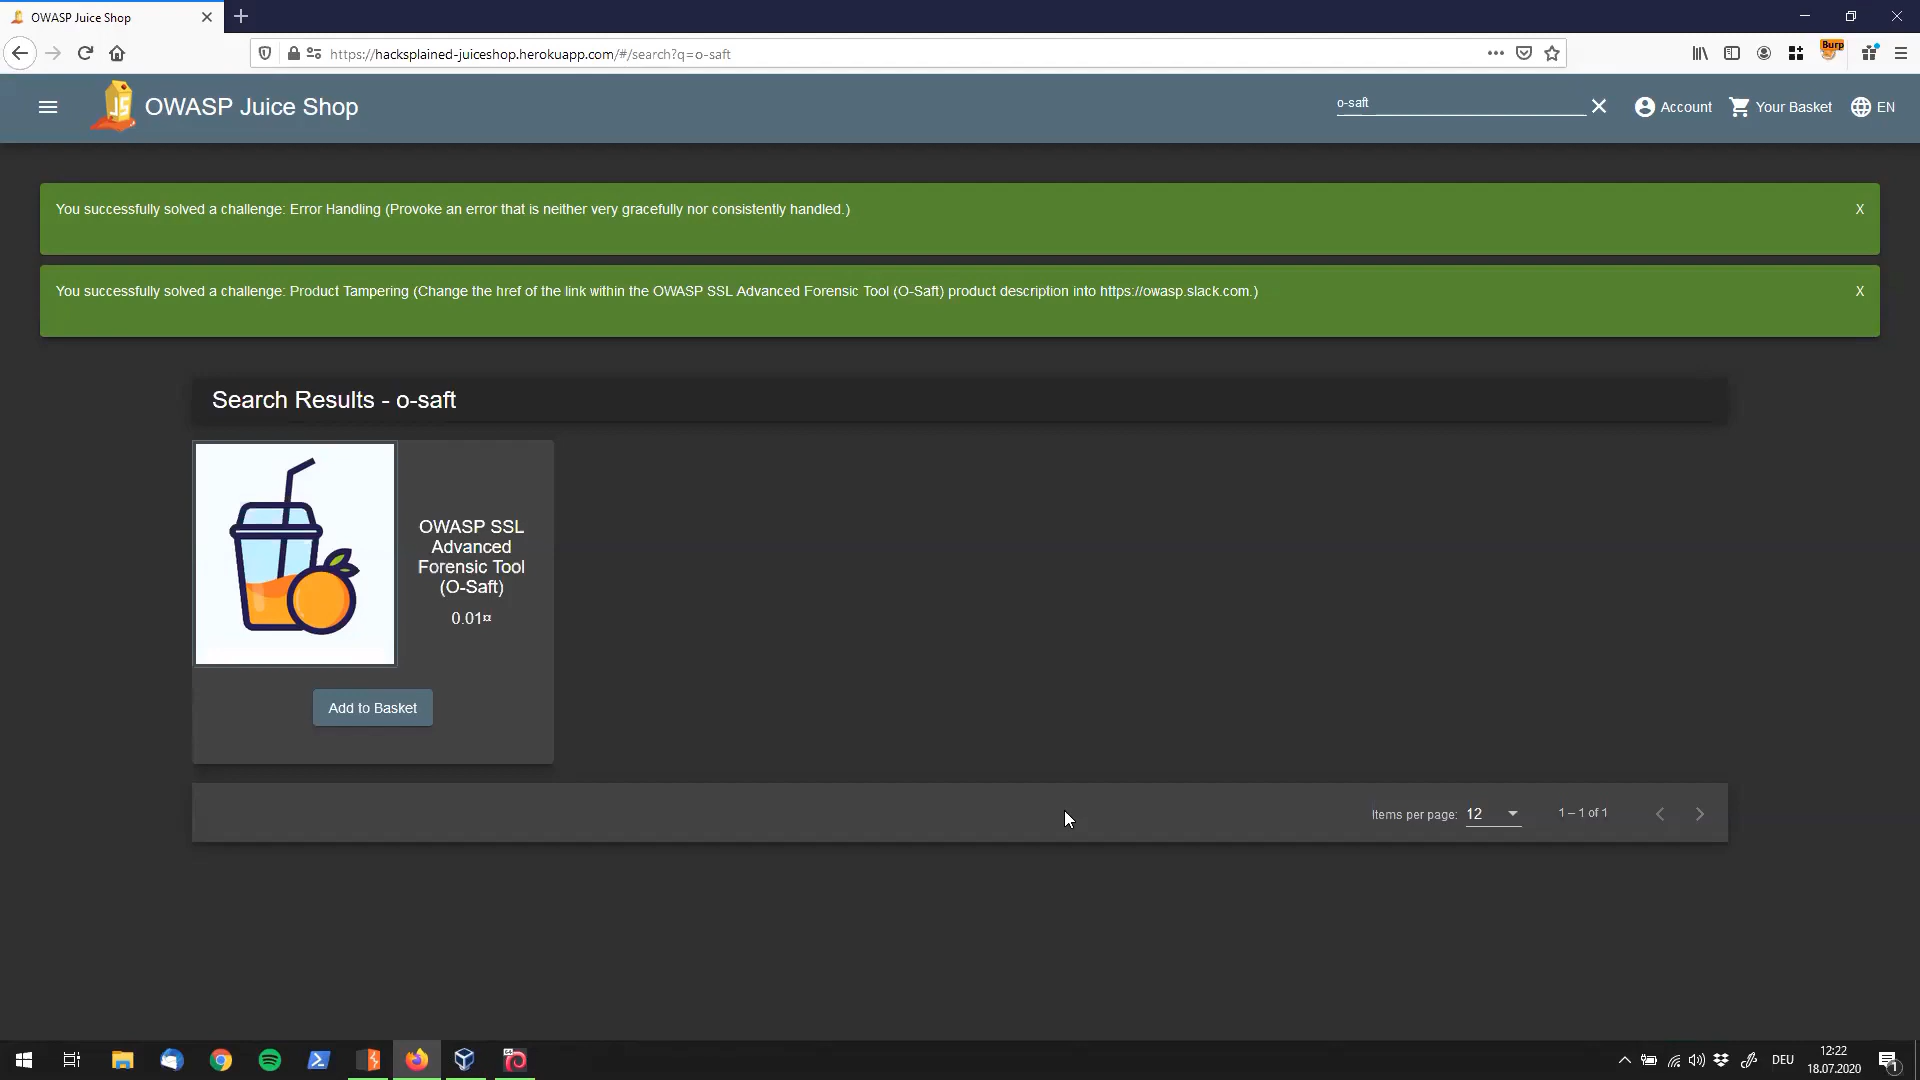 OWASP Juice Shop
https://hacksplained-juiceshop.herokuapp.com/#/search?q=o-saft
Burp
JS
OWASP Juice Shop
o-saft
Account
Your Basket
EN
You successfully solved a challenge: Error Handling (Provoke an error that is neither very gracefully nor consistently handled.)
X
You successfully solved a challenge: Product Tampering (Change the href of the link within the OWASP SSL Advanced Forensic Tool (O-Saft) product description into https://owasp.slack.com.)
X
Search Results - o-saft
OWASP SSL
Advanced
Forensic Tool
(O-Saft)
0.01¤
Add to Basket
Items per page: 12
1 – 1 of 1
DEU
12:22
18.07.2020
1
64